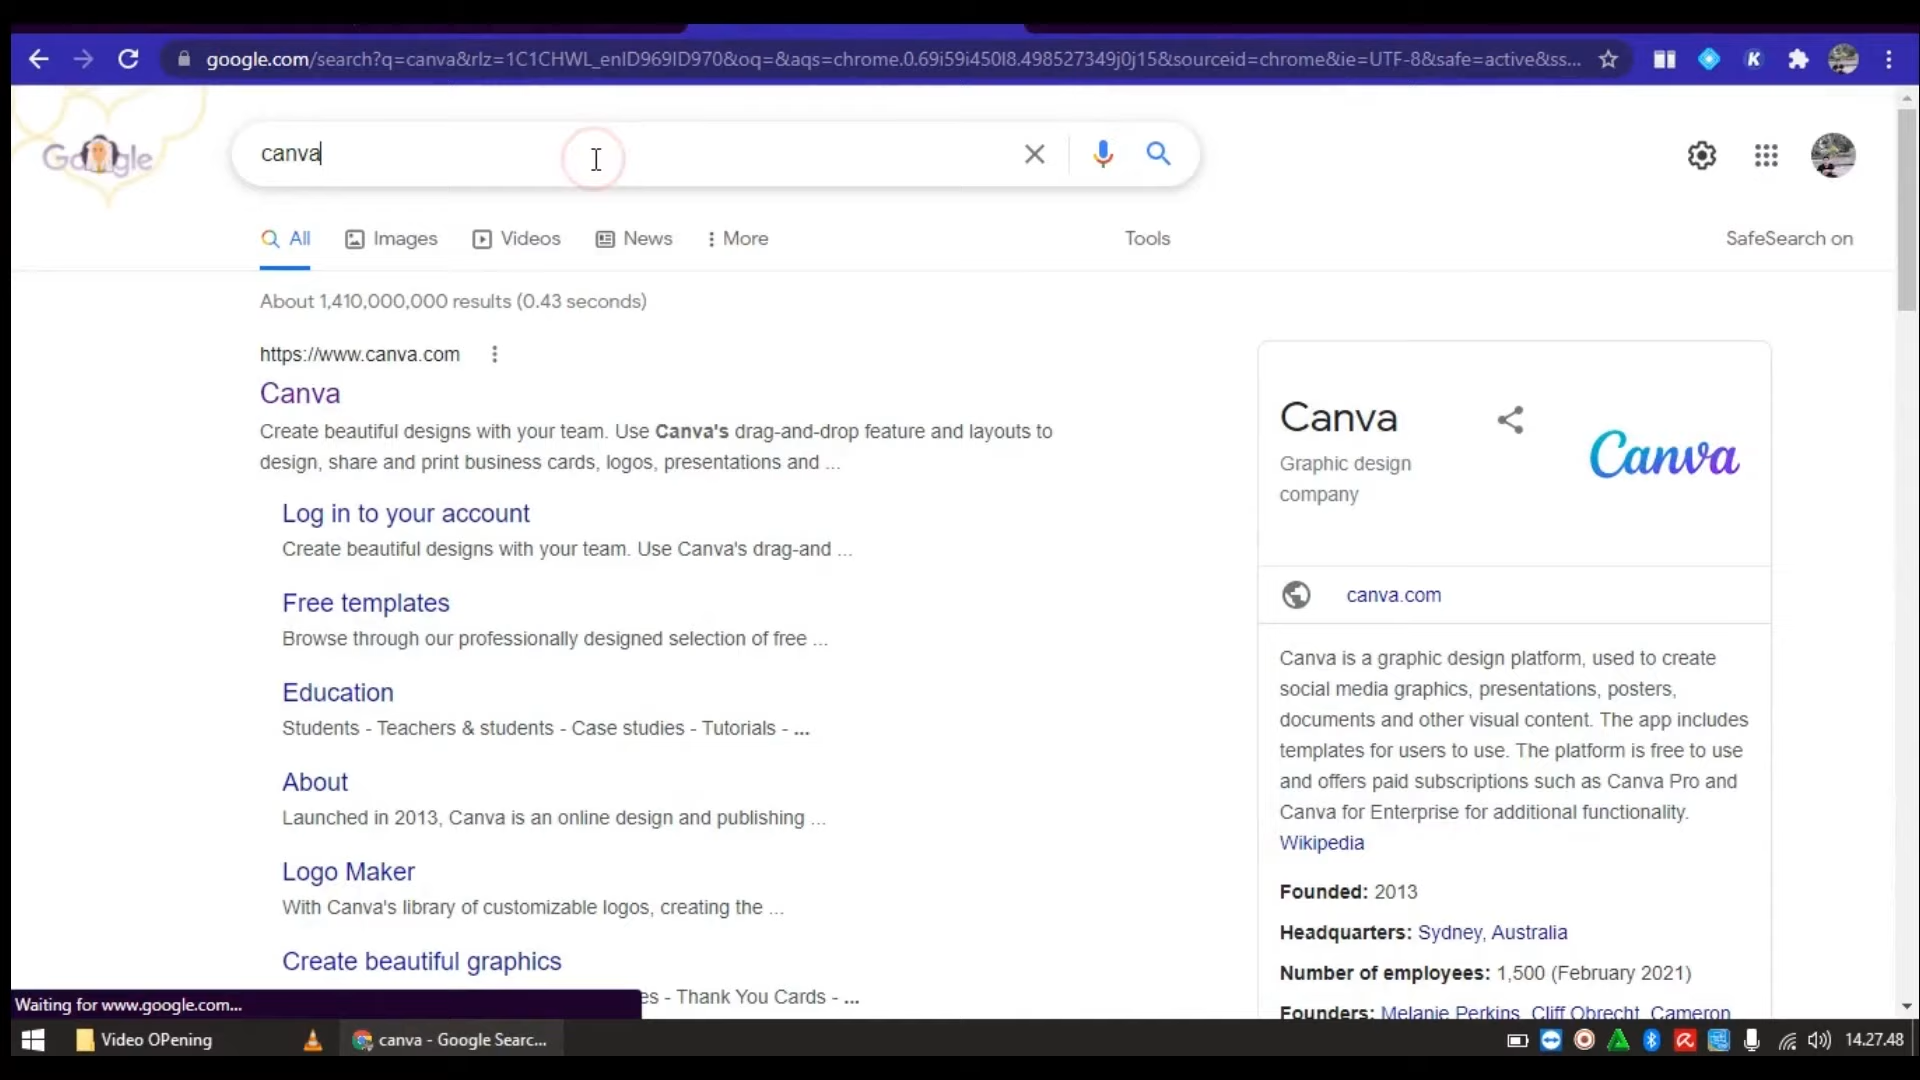 google.com/search?q=canva&rlz=1C1CHWL_enID969ID970&oq=&aqs=chrome.0.69i59i450l8.498527349j0j15&sourceid=chrome&ie=UTF-8&safe=active&ss...
Google
canva
All
Images
Videos
News
More
Tools
SafeSearch on
About 1,410,000,000 results (0.43 seconds)
https://www.canva.com
Canva
Create beautiful designs with your team. Use Canva's drag-and-drop feature and layouts to
design, share and print business cards, logos, presentations and ...
Log in to your account
Create beautiful designs with your team. Use Canva's drag-and ...
Free templates
Browse through our professionally designed selection of free ...
Education
Students - Teachers & students - Case studies - Tutorials - ...
About
Launched in 2013, Canva is an online design and publishing ...
Logo Maker
With Canva's library of customizable logos, creating the ...
Create beautiful graphics
es - Thank You Cards - ...
Canva
Graphic design
company
Canva
canva.com
Canva is a graphic design platform, used to create
social media graphics, presentations, posters,
documents and other visual content. The app includes
templates for users to use. The platform is free to use
and offers paid subscriptions such as Canva Pro and
Canva for Enterprise for additional functionality.
Wikipedia
Founded: 2013
Headquarters: Sydney, Australia
Number of employees: 1,500 (February 2021)
Founders: Melanie Perkins, Cliff Obrecht, Cameron
Waiting for www.google.com...
Video OPening
canva - Google Searc...
14.27.48